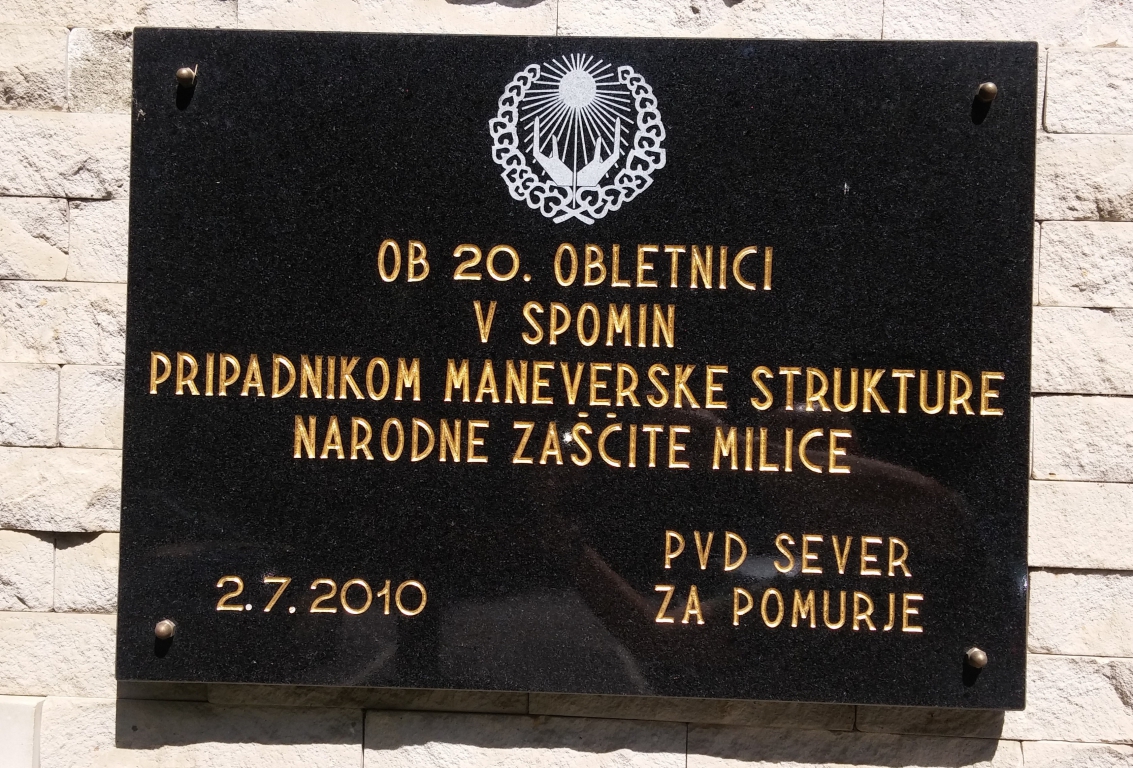 OB 20. OBLETNICI
V SPOMIN
PRIPADNIKOM MANEVERSKE STRUKTURE
NARODNE ZAŠČITE MILICE
PVD SEVER
ZA POMURJE
2.7.2010